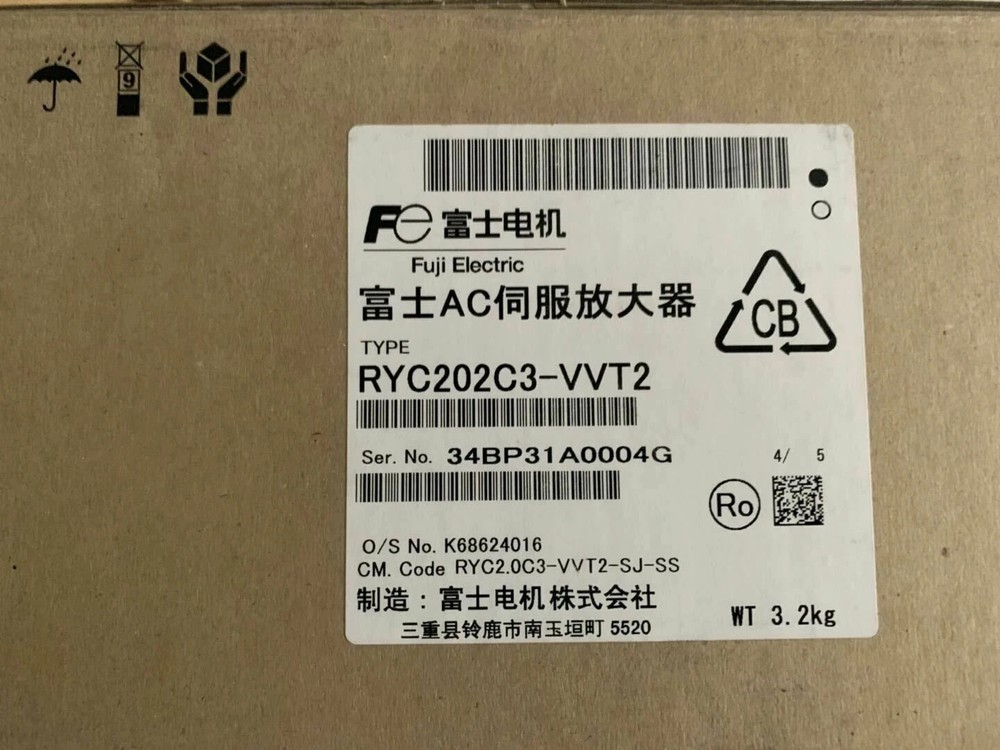 9
Fe 富士电机
Fuji Electric
富士AC伺服放大器
CB
TYPE
RYC202C3-VVT2
Ser. No. 34BP31A0004G
4/ 5
Ro
O/S No. K68624016
CM. Code RYC2.0C3-VVT2-SJ-SS
制造：富士电机株式会社
WT 3.2kg
三重县铃鹿市南玉垣町 5520